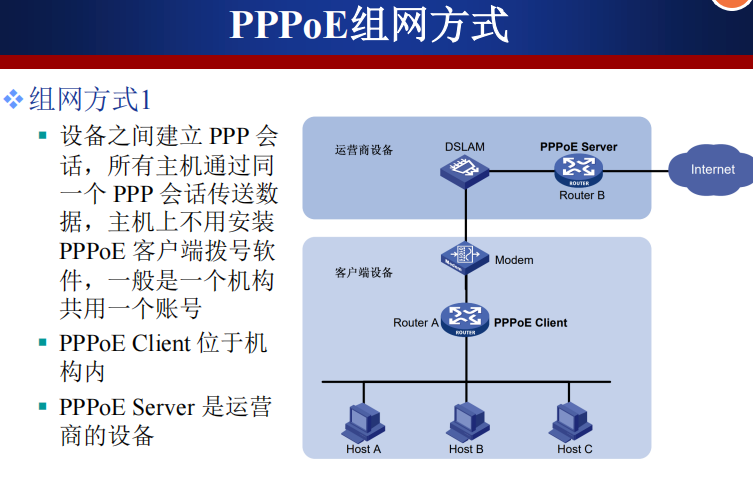 PPPoE组网方式
组网方式1
设备之间建立 PPP 会
话，所有主机通过同
一个 PPP 会话传送数
据，主机上不用安装
PPPoE 客户端拨号软
件，一般是一个机构
共用一个账号
PPPoE Client 位于机
构内
PPPoE Server 是运营
商的设备
运营商设备
DSLAM
PPPoE Server
ROUTER
Router B
Internet
客户端设备
Modem
Modem
Router A
ROUTER
PPPoE Client
Host A
Host B
Host C